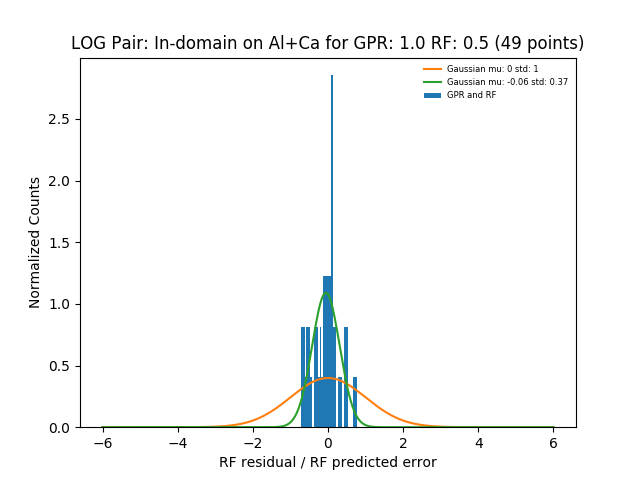 LOG Pair: In-domain on Al+Ca for GPR: 1.0 RF: 0.5 (49 points)
Gaussian mu: 0 std: 1
Gaussian mu: -0.06 std: 0.37
GPR and RF
Normalized Counts
2.5
2.0
1.5
1.0
0.5
0.0
−6 −4 −2 0 2 4 6
RF residual / RF predicted error